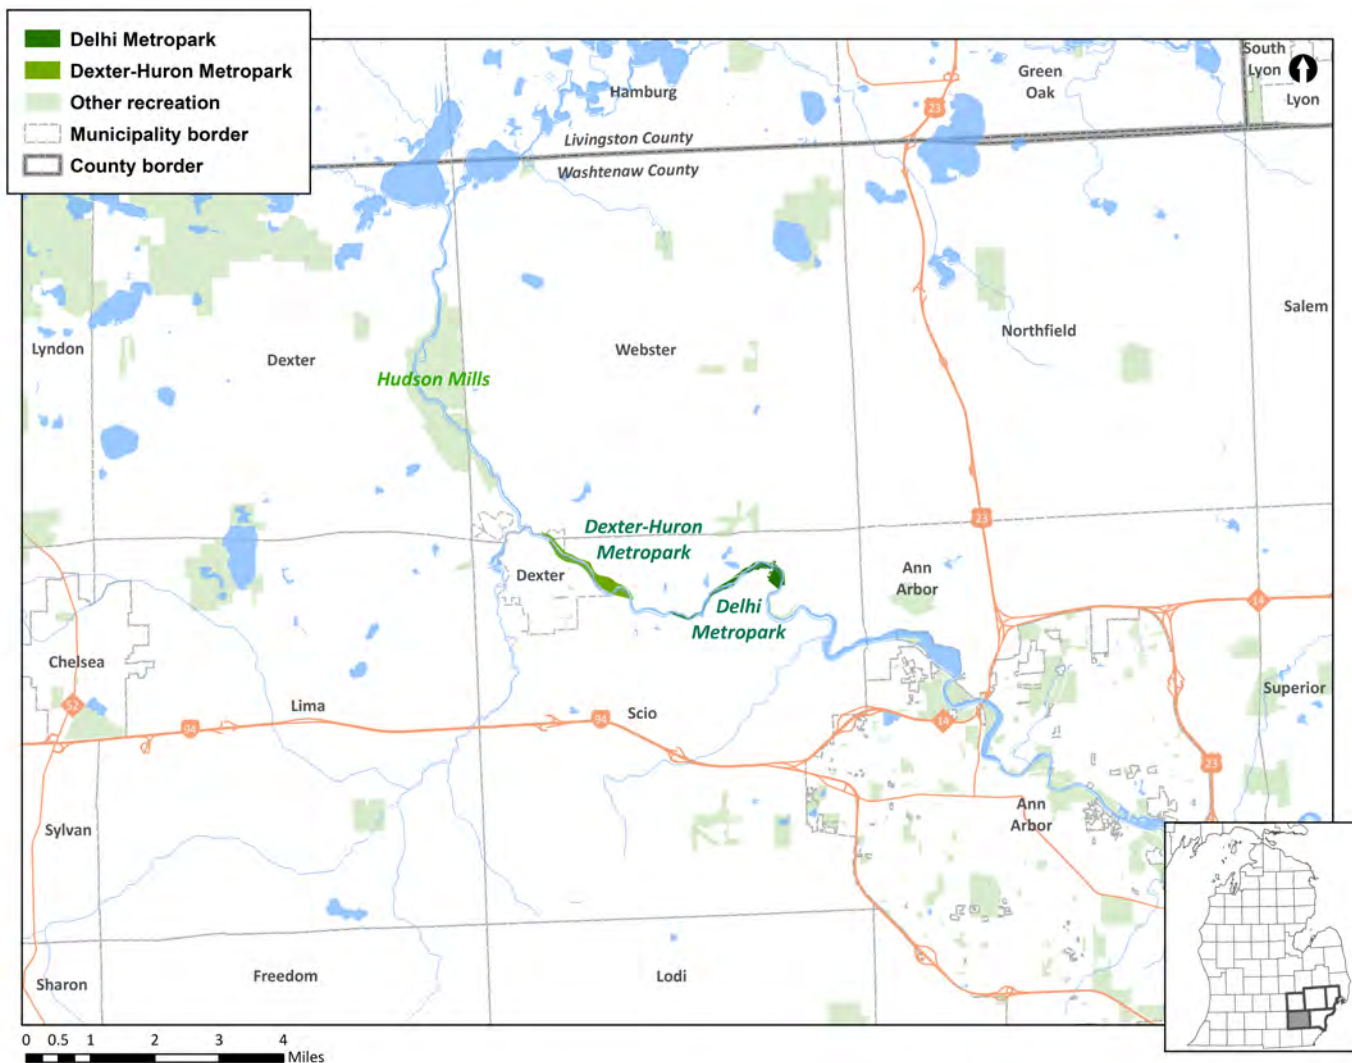 Delhi Metropark
Dexter-Huron Metropark
Other recreation
Municipality border
County border
South
Lyon
Lyon
Green
Oak
Hamburg
23
Livingston County
Washtenaw County
Salem
Northfield
Lyndon
Dexter
Webster
Hudson Mills
23
Dexter-Huron
Metropark
Dexter
Ann
Arbor
14
Delhi
Metropark
Chelsea
Superior
52
Lima
94
94
Scio
14
23
Ann
Arbor
Sylvan
Sharon
Freedom
Lodi
0 0.5 1 2 3 4
Miles